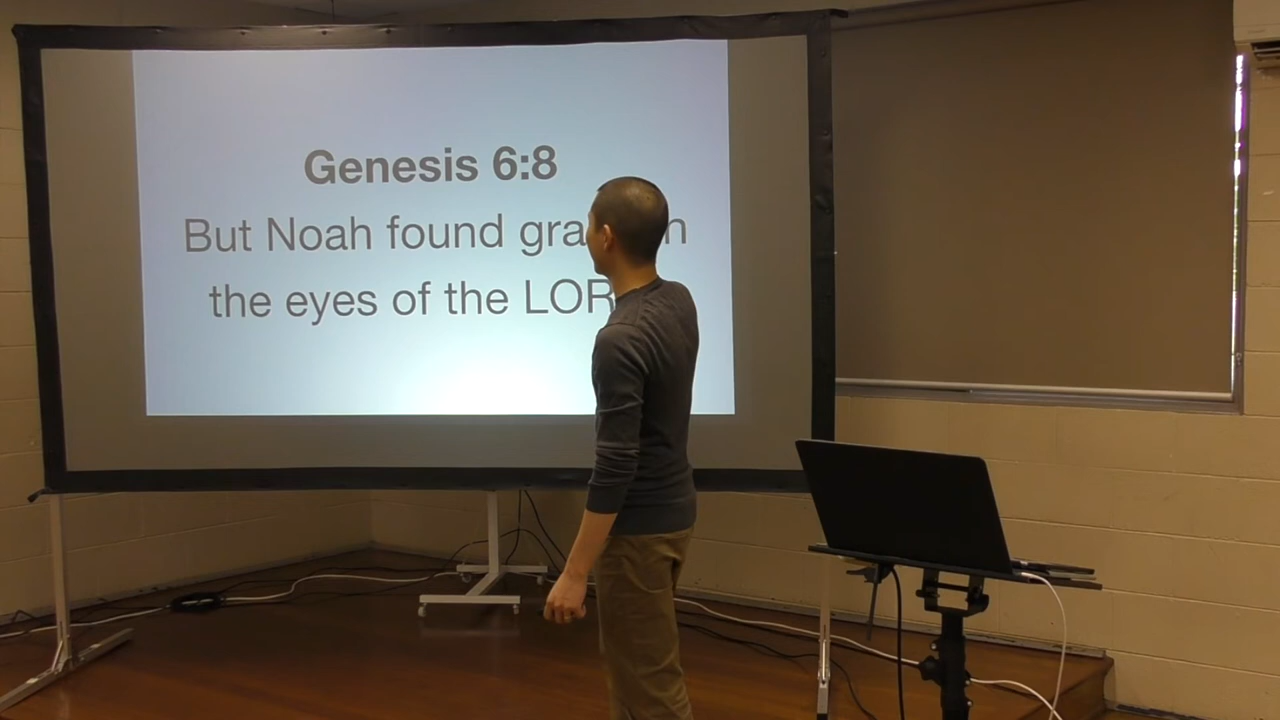 Genesis 6:8
But Noah found gra
the eyes of the LOR